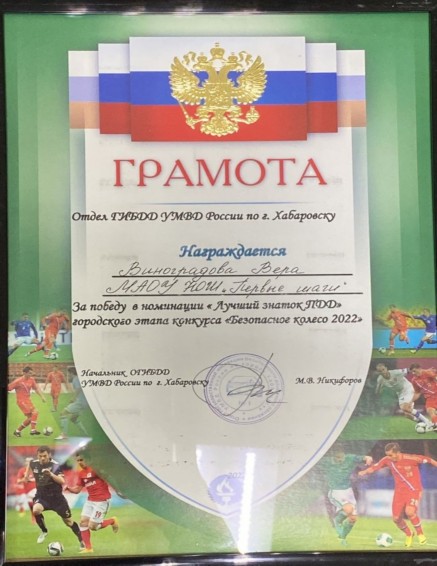 ГРАМОТА
Отдел ГИБДД УМВД России по г. Хабаровску
Награждается
Виноградова Вера
МАОУ НОШ „Первые шаги"
За победу в номинации « Лучший знаток ПДД»
городского этапа конкурса «Безопасное колесо 2022»
Начальник ОГИБДД
УМВД России по г. Хабаровску
М.В. Никифоров